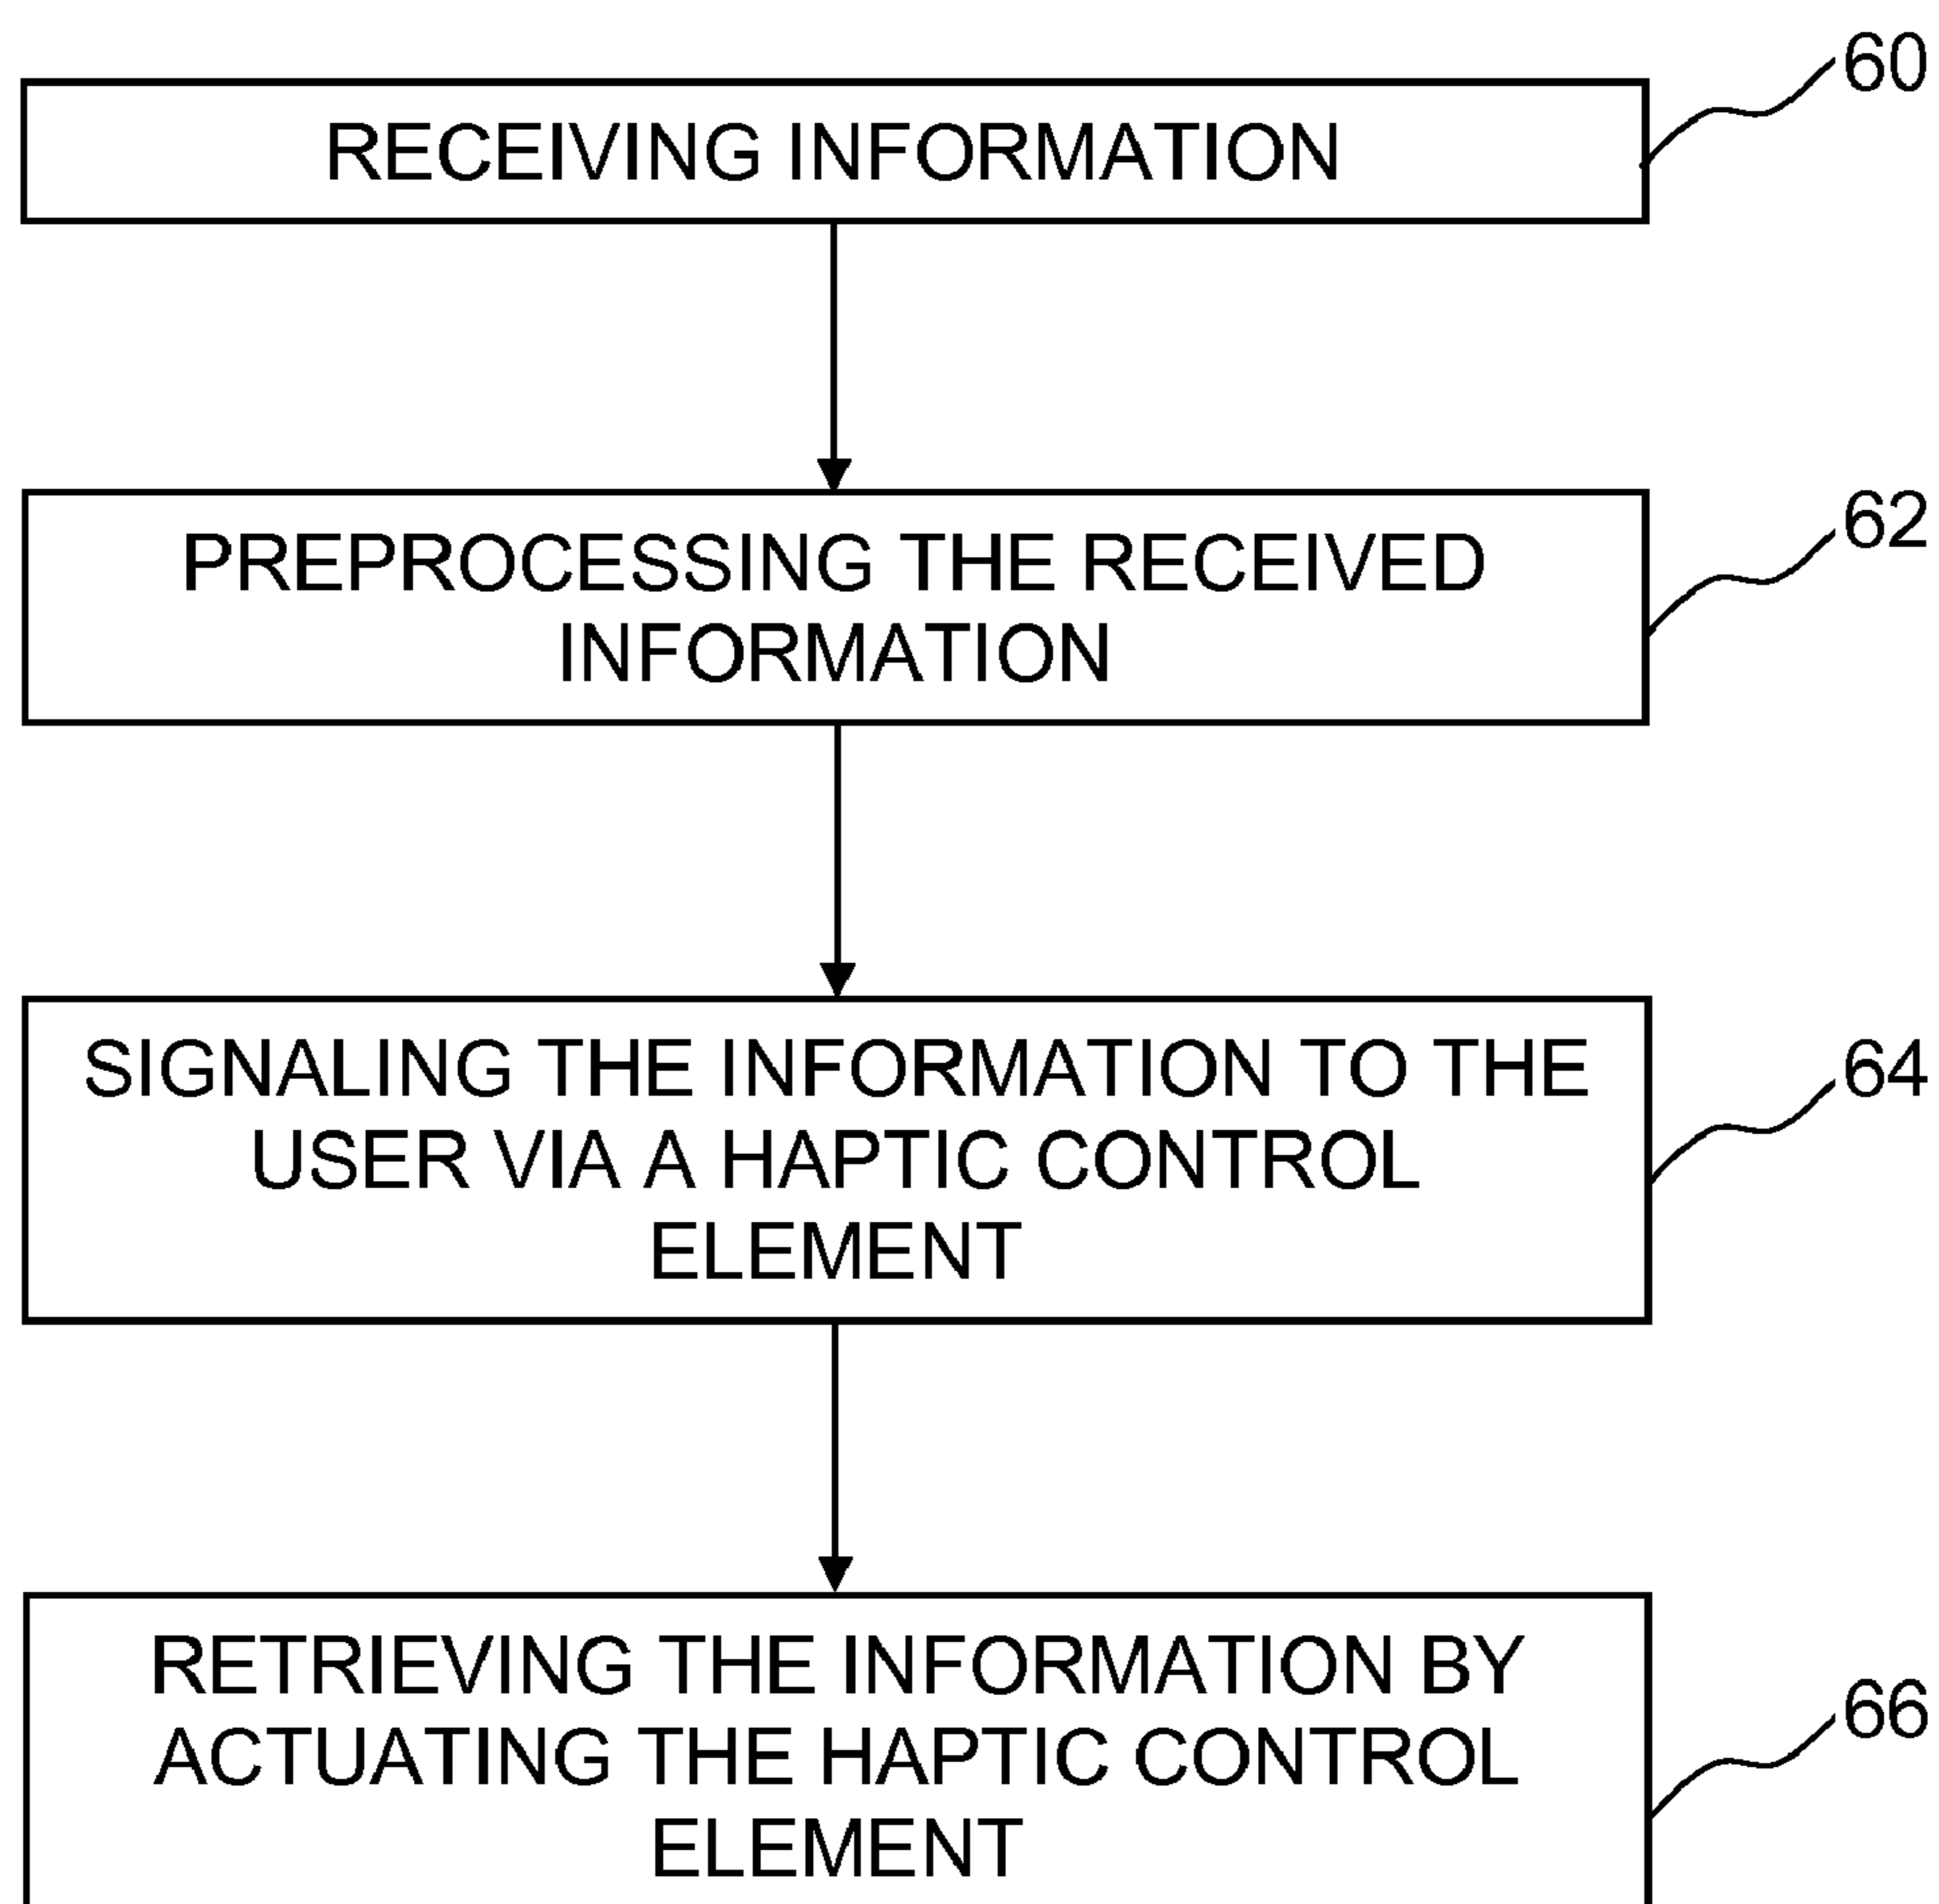 60
RECEIVING INFORMATION
62
PREPROCESSING THE RECEIVED
INFORMATION
64
SIGNALING THE INFORMATION TO THE
USER VIA A HAPTIC CONTROL
ELEMENT
66
RETRIEVING THE INFORMATION BY
ACTUATING THE HAPTIC CONTROL
ELEMENT